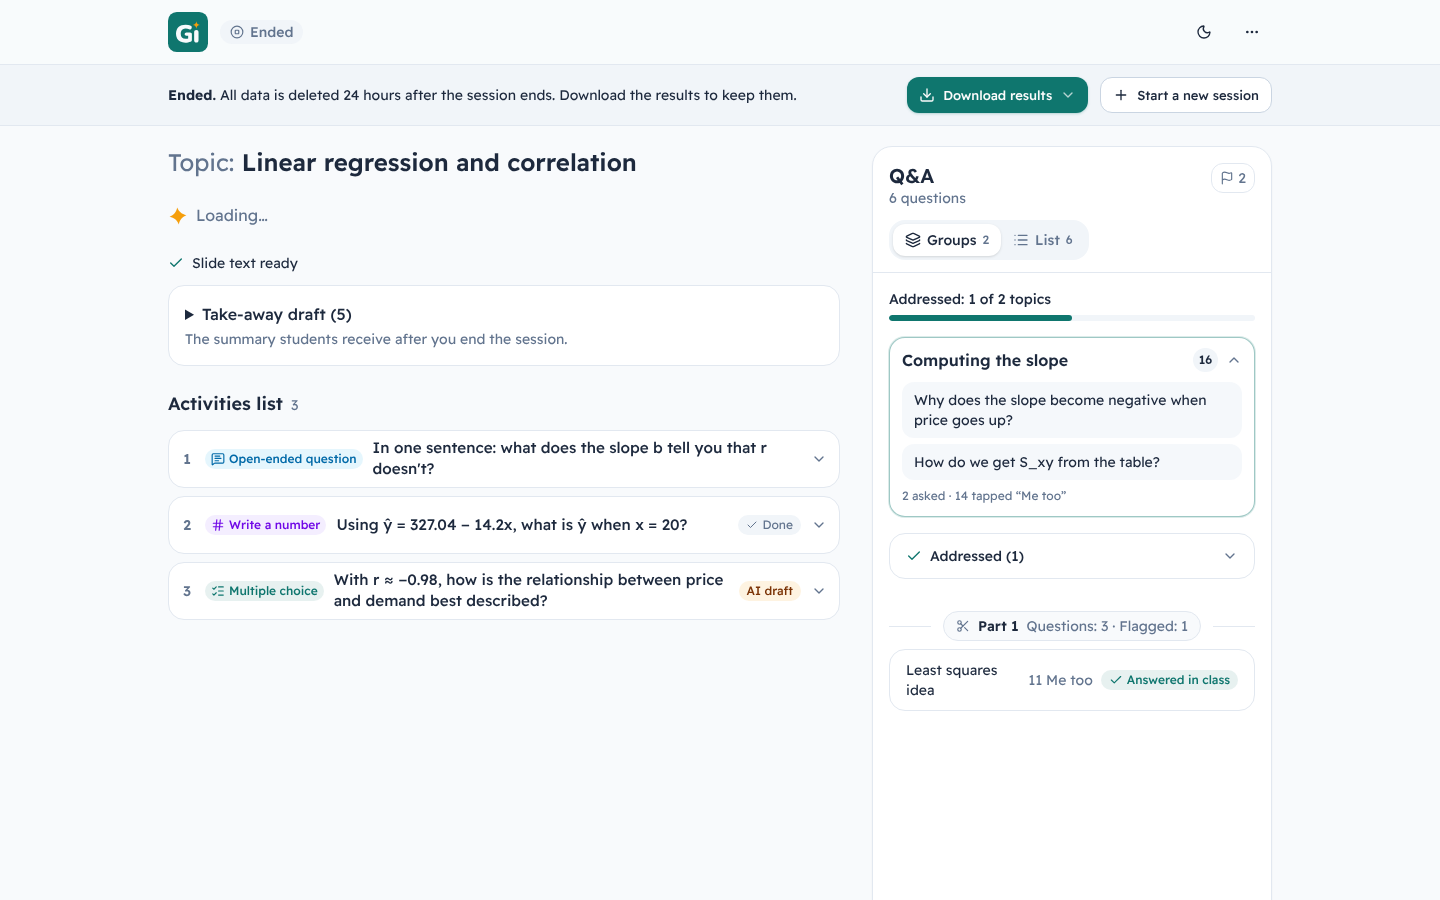 Gi
Ended
Ended. All data is deleted 24 hours after the session ends. Download the results to keep them.
Download results
Start a new session
Topic: Linear regression and correlation
Loading...
Slide text ready
Take-away draft (5)
The summary students receive after you end the session.
Activities list 3
1 Open-ended question In one sentence: what does the slope b tell you that r
doesn't?
2 Write a number Using ŷ = 327.04 − 14.2x, what is ŷ when x = 20? Done
3 Multiple choice With r ≈ −0.98, how is the relationship between price
and demand best described? AI draft
Q&A
2
6 questions
Groups 2 List 6
Addressed: 1 of 2 topics
Computing the slope 16
Why does the slope become negative when
price goes up?
How do we get S_xy from the table?
2 asked · 14 tapped “Me too”
Addressed (1)
Part 1 Questions: 3 · Flagged: 1
Least squares
idea
11 Me too Answered in class